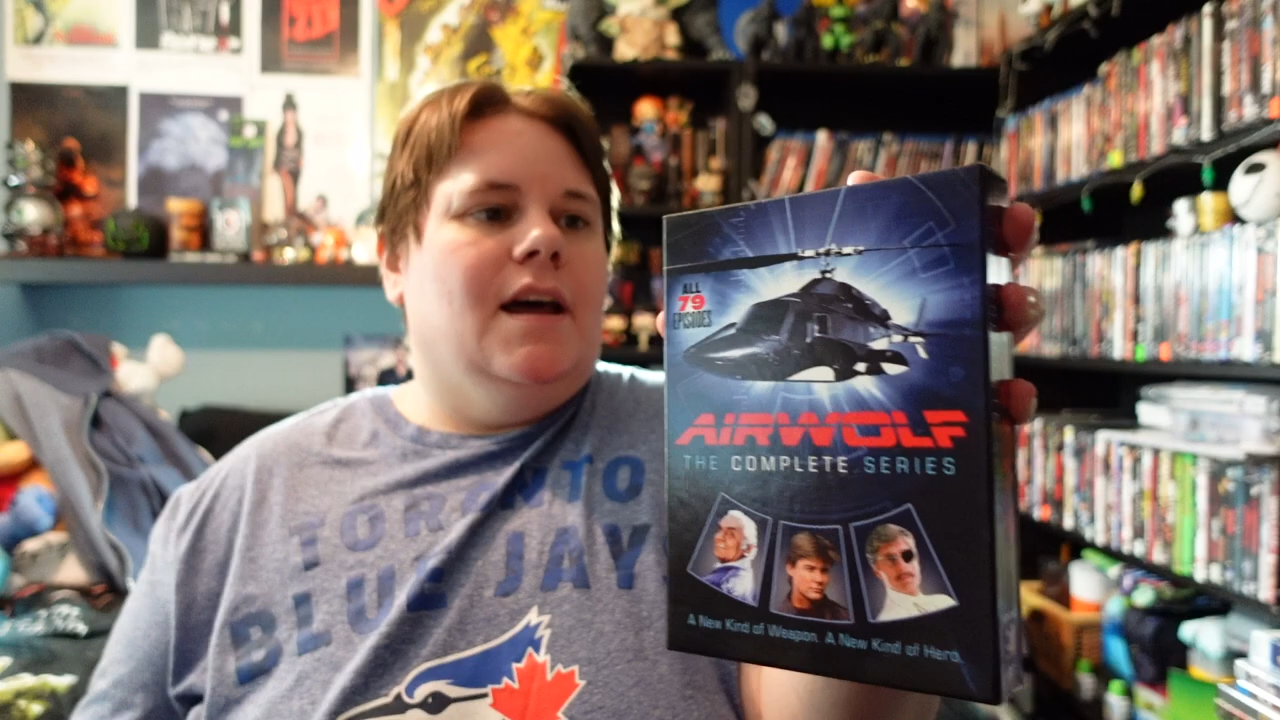 ALL
79
EPISODES
AIRWOLF
THE COMPLETE SERIES
A New Kind of Weapon. A New Kind of Hero.
TORONTO
BLUE JAYS